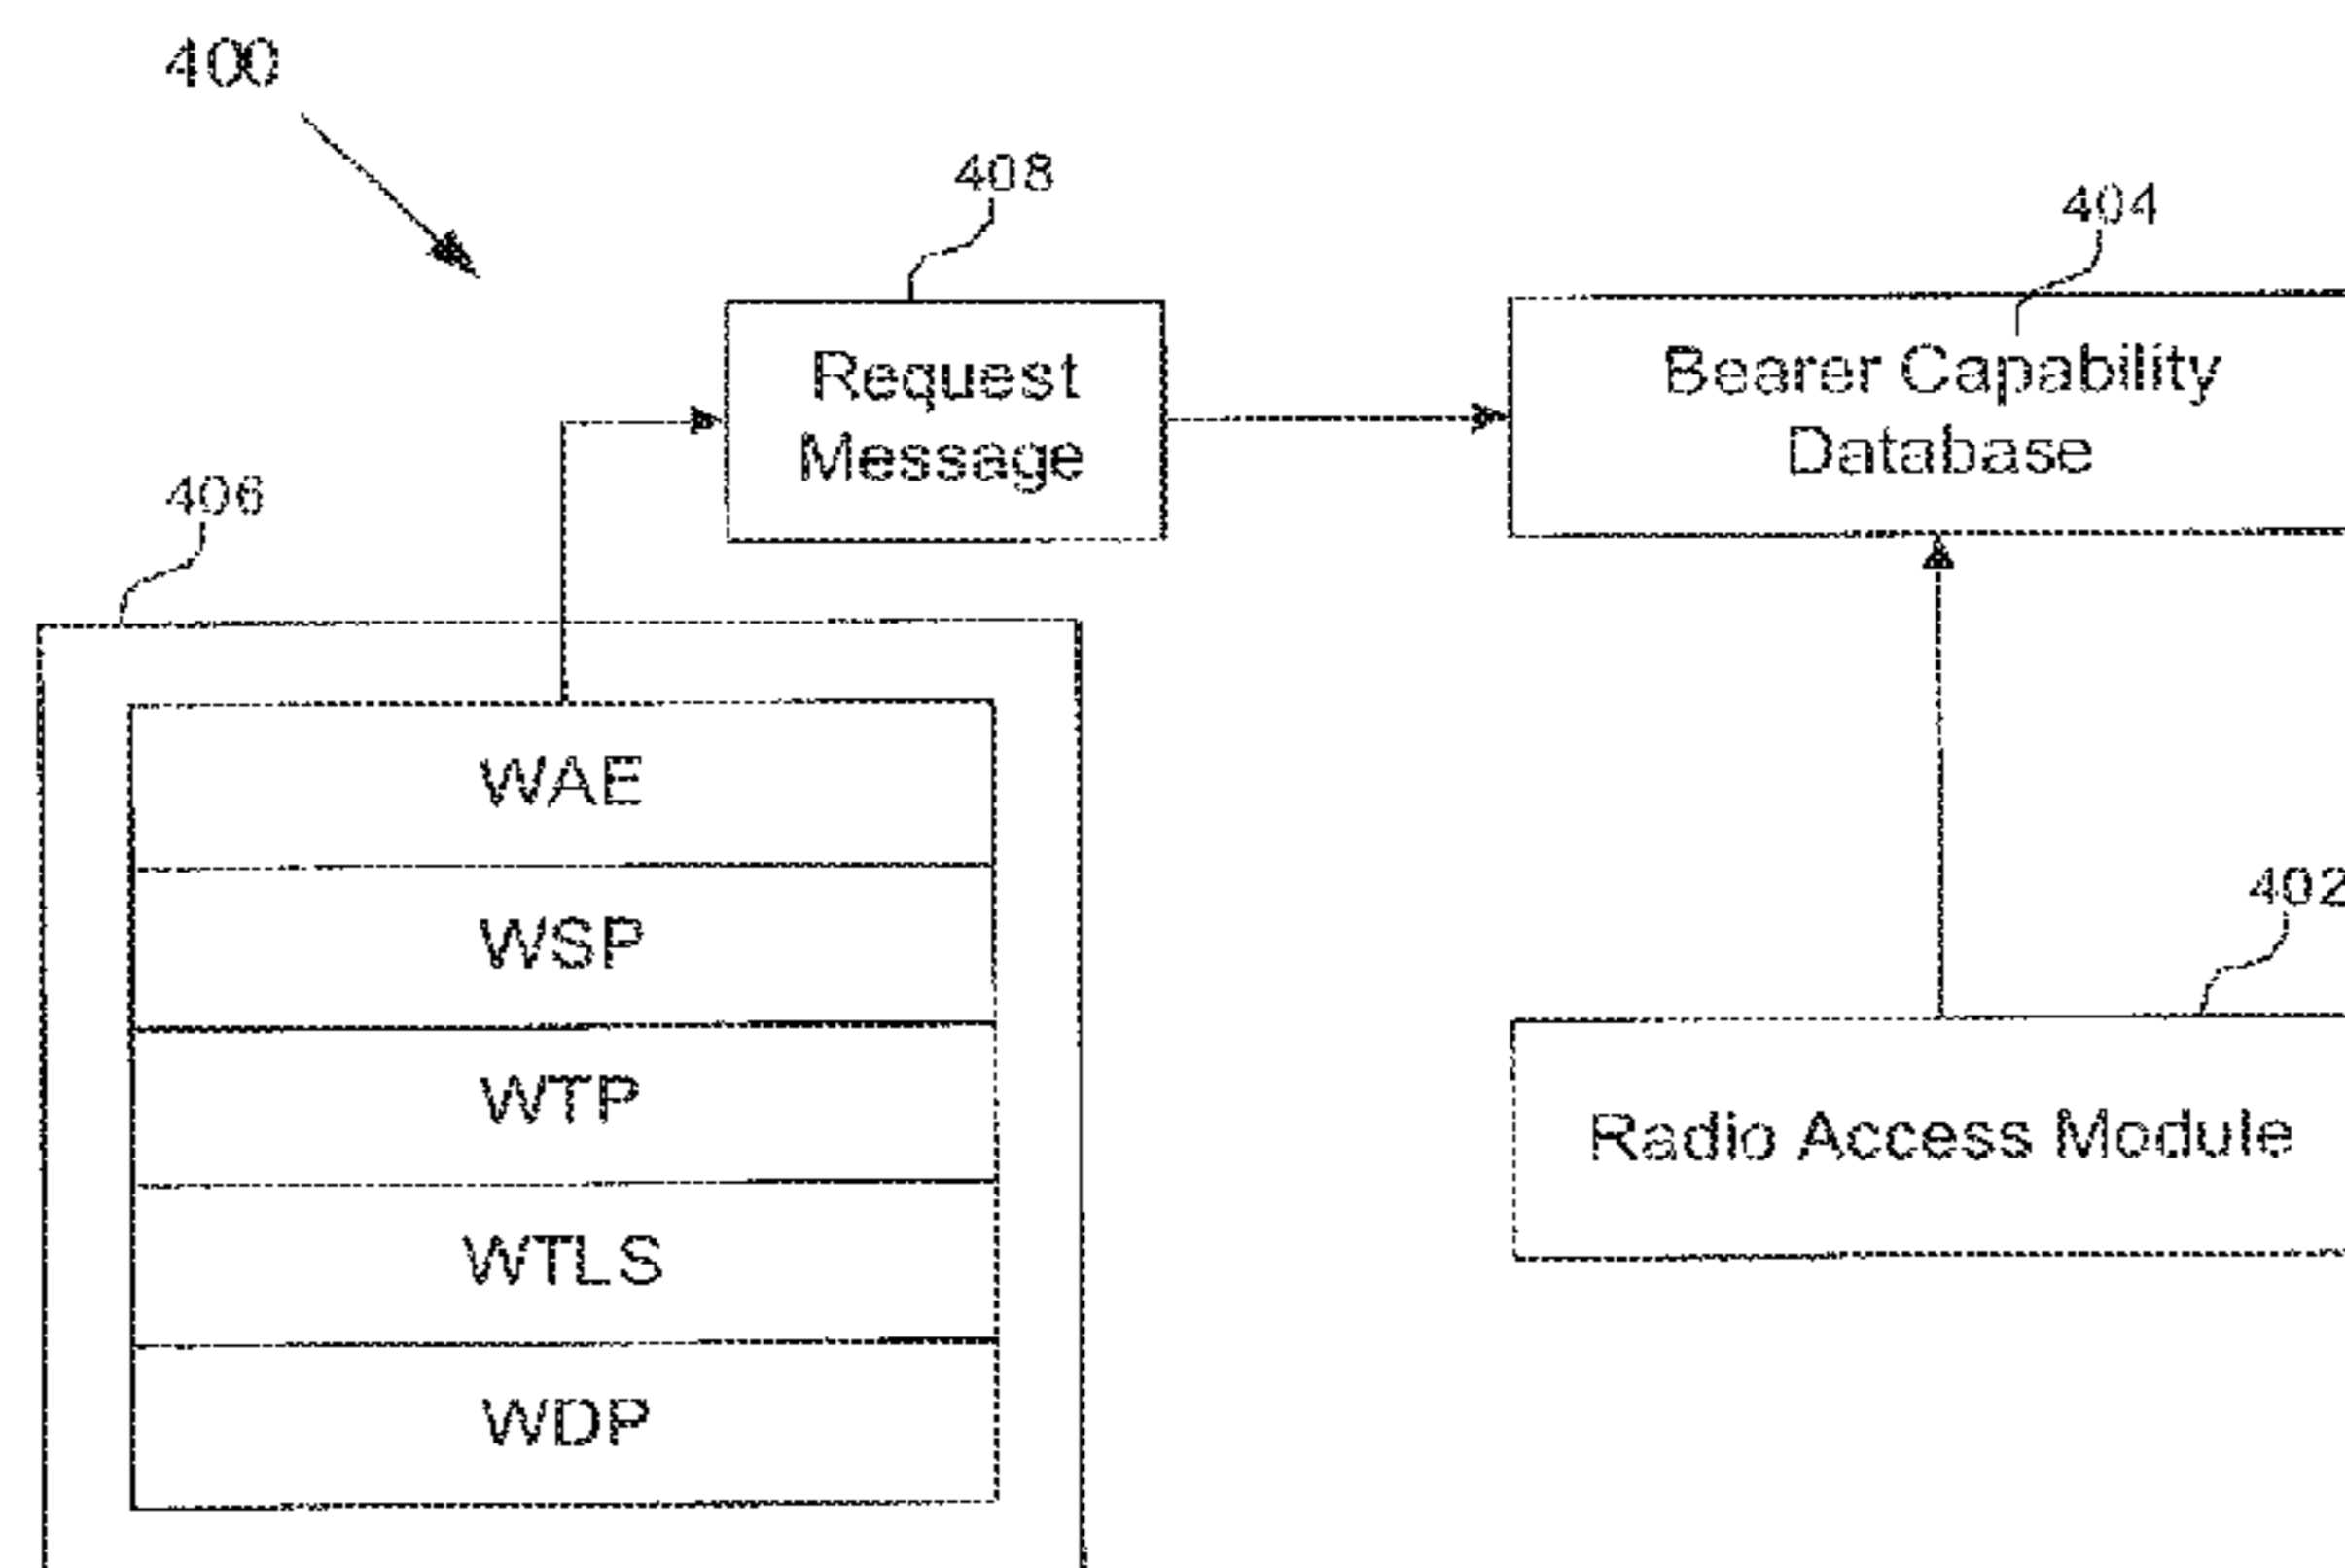 400
408
404
Request
Message
Bearer Capability
Database
406
WAE
WSP
402
WTP
Radio Access Module
WTLS
WDP